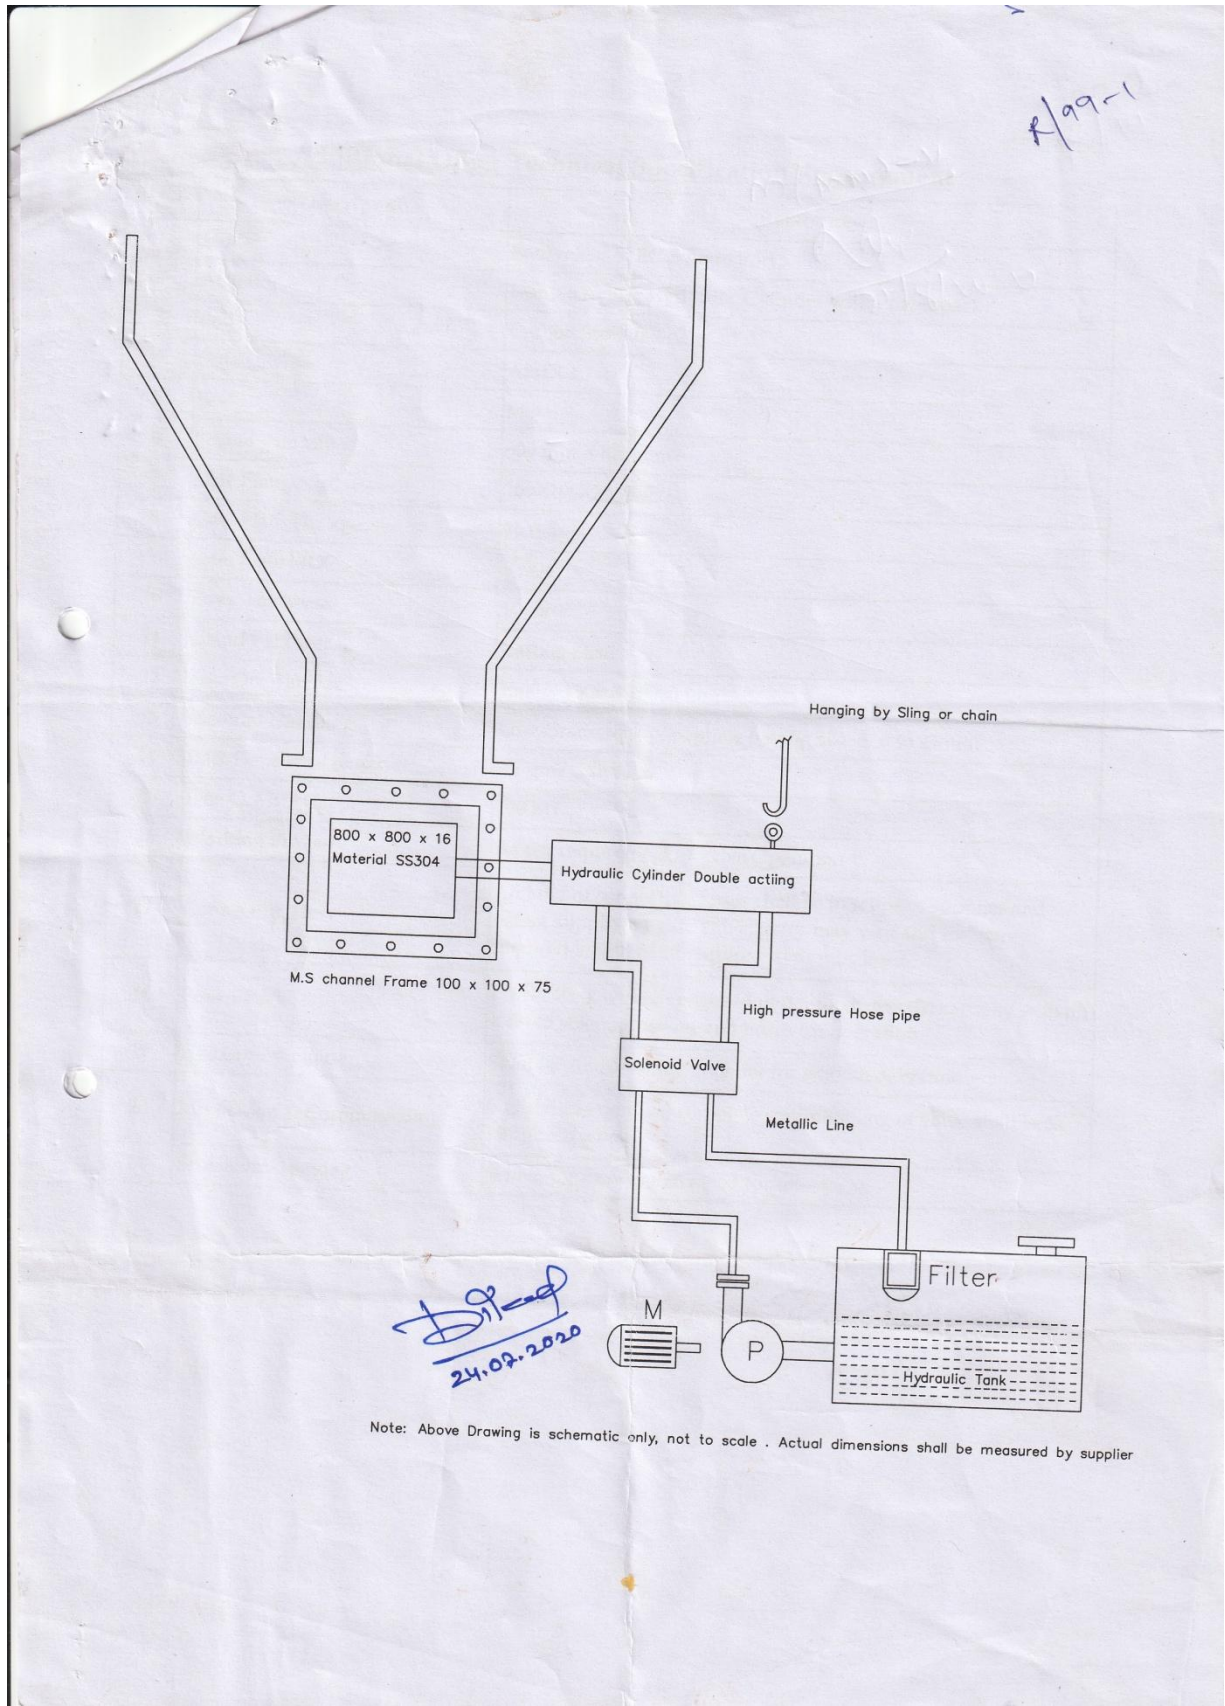 R/99-1
Hanging by Sling or chain
800 x 800 x 16
Material SS304
Hydraulic Cylinder Double actiing
M.S channel Frame 100 x 100 x 75
High pressure Hose pipe
Solenoid Valve
Metallic Line
Filter
M
P
Hydraulic Tank
24.07.2020
Note: Above Drawing is schematic only, not to scale . Actual dimensions shall be measured by supplier